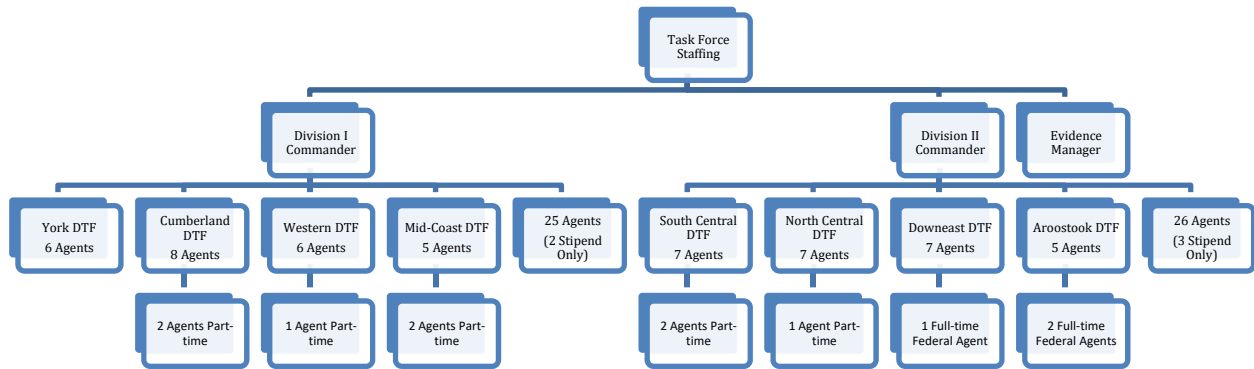 Task Force
Staffing
Division I
Commander
Division II
Commander
Evidence
Manager
York DTF
6 Agents
Cumberland
DTF
8 Agents
Western DTF
6 Agents
Mid-Coast DTF
5 Agents
25 Agents
(2 Stipend
Only)
South Central
DTF
7 Agents
North Central
DTF
7 Agents
Downeast DTF
7 Agents
Aroostook DTF
5 Agents
26 Agents
(3 Stipend
Only)
2 Agents Part-
time
1 Agent Part-
time
2 Agents Part-
time
2 Agents Part-
time
1 Agent Part-
time
1 Full-time
Federal Agent
2 Full-time
Federal Agents